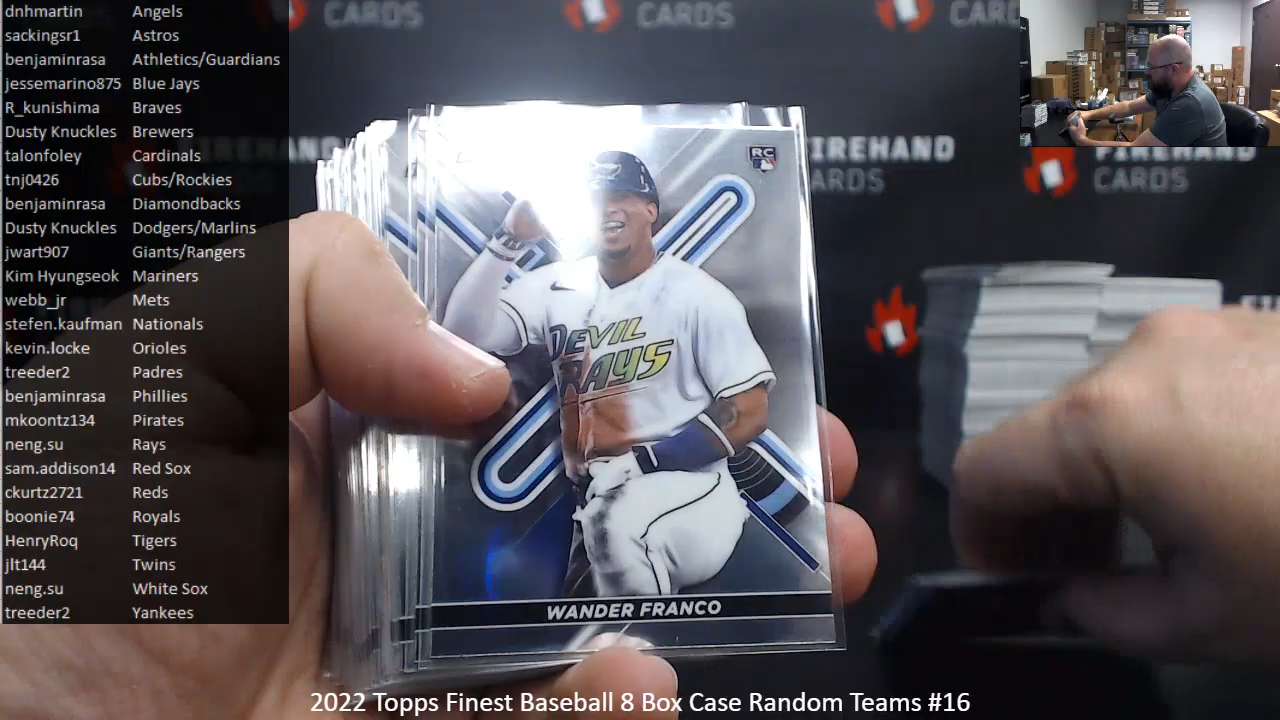 dnhmartin Angels
sackingsr1 Astros
benjaminrasa Athletics/Guardians
jessemarino875 Blue Jays
R_kunishima Braves
Dusty Knuckles Brewers
talonfoley Cardinals
tnj0426 Cubs/Rockies
benjaminrasa Diamondbacks
Dusty Knuckles Dodgers/Marlins
jwart907 Giants/Rangers
Kim Hyungseok Mariners
webb_jr Mets
stefen.kaufman Nationals
kevin.locke Orioles
treeder2 Padres
benjaminrasa Phillies
mkoontz134 Pirates
neng.su Rays
sam.addison14 Red Sox
ckurtz2721 Reds
boonie74 Royals
HenryRoq Tigers
jlt144 Twins
neng.su White Sox
treeder2 Yankees
CARDS
CARDS
CARD
FIREHAND
CARDS
FIREHAND
CARDS
RC
DEVIL
RAYS
WANDER FRANCO
2022 Topps Finest Baseball 8 Box Case Random Teams #16